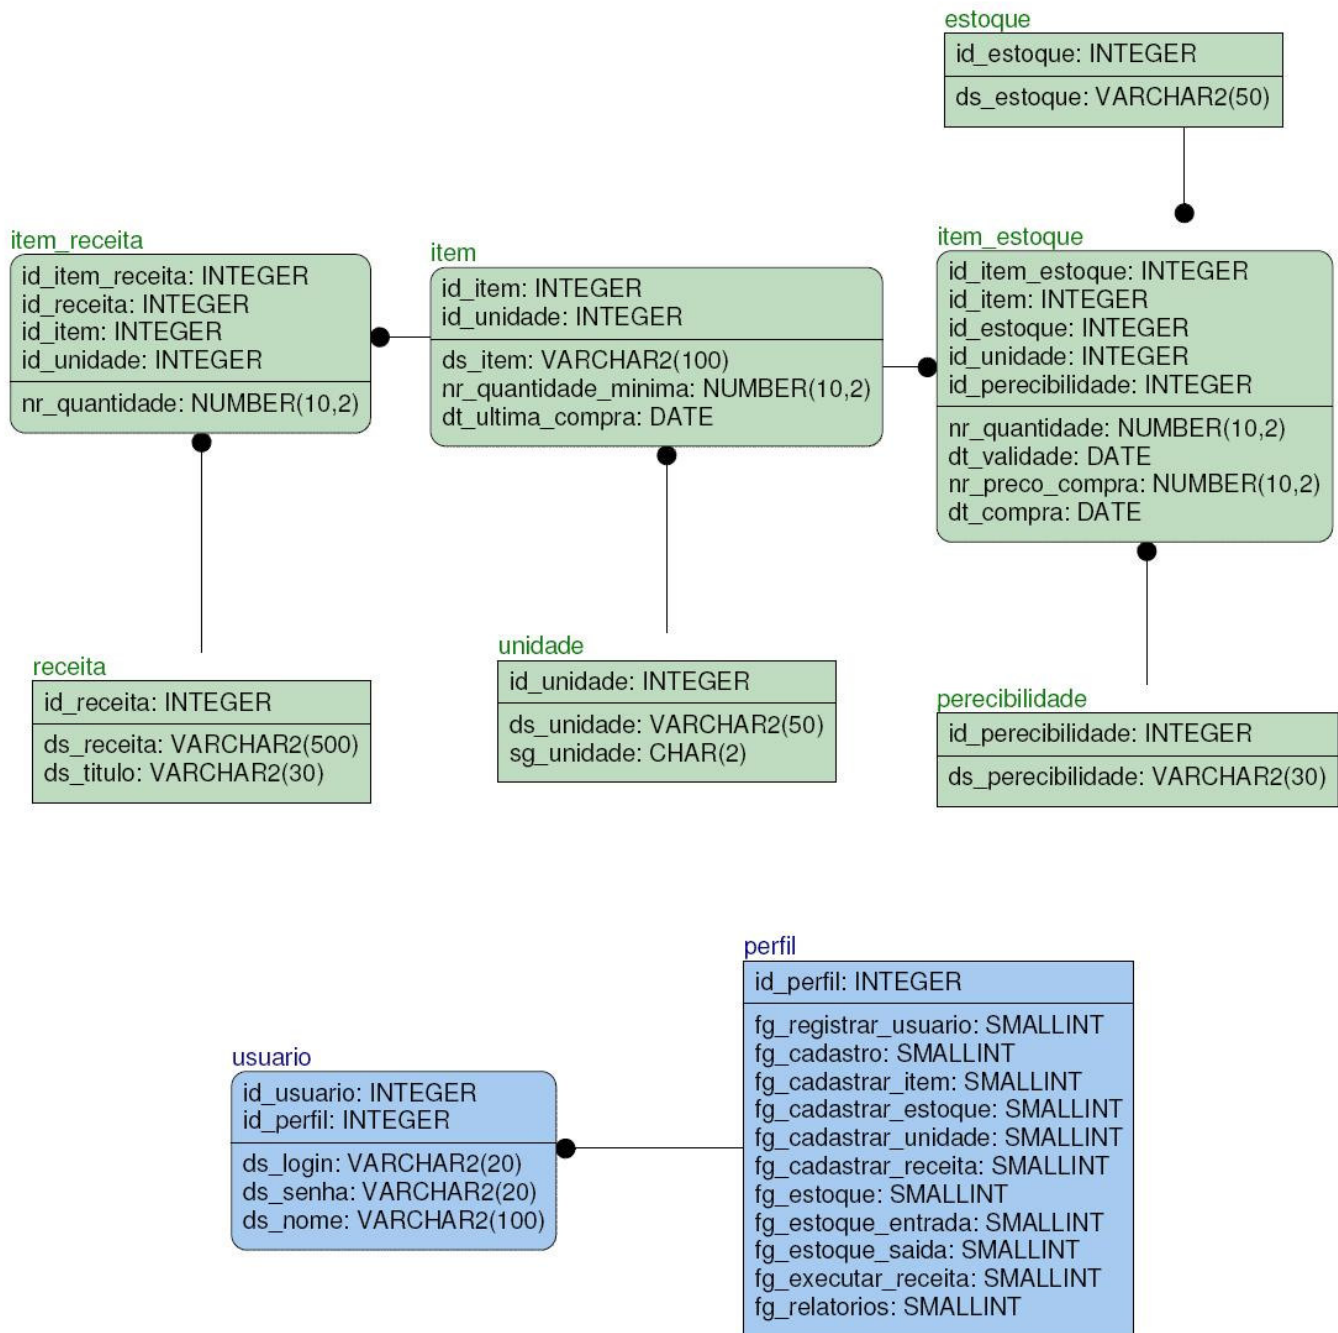 estoque
id_estoque: INTEGER
ds_estoque: VARCHAR2(50)
item_receita
id_item_receita: INTEGER
id_receita: INTEGER
id_item: INTEGER
id_unidade: INTEGER
nr_quantidade: NUMBER(10,2)
item
id_item: INTEGER
id_unidade: INTEGER
ds_item: VARCHAR2(100)
nr_quantidade_minima: NUMBER(10,2)
dt_ultima_compra: DATE
item_estoque
id_item_estoque: INTEGER
id_item: INTEGER
id_estoque: INTEGER
id_unidade: INTEGER
id_perecibilidade: INTEGER
nr_quantidade: NUMBER(10,2)
dt_validade: DATE
nr_preco_compra: NUMBER(10,2)
dt_compra: DATE
receita
id_receita: INTEGER
ds_receita: VARCHAR2(500)
ds_titulo: VARCHAR2(30)
unidade
id_unidade: INTEGER
ds_unidade: VARCHAR2(50)
sg_unidade: CHAR(2)
perecibilidade
id_perecibilidade: INTEGER
ds_perecibilidade: VARCHAR2(30)
usuario
id_usuario: INTEGER
id_perfil: INTEGER
ds_login: VARCHAR2(20)
ds_senha: VARCHAR2(20)
ds_nome: VARCHAR2(100)
perfil
id_perfil: INTEGER
fg_registrar_usuario: SMALLINT
fg_cadastro: SMALLINT
fg_cadastrar_item: SMALLINT
fg_cadastrar_estoque: SMALLINT
fg_cadastrar_unidade: SMALLINT
fg_cadastrar_receita: SMALLINT
fg_estoque: SMALLINT
fg_estoque_entrada: SMALLINT
fg_estoque_saida: SMALLINT
fg_executar_receita: SMALLINT
fg_relatorios: SMALLINT